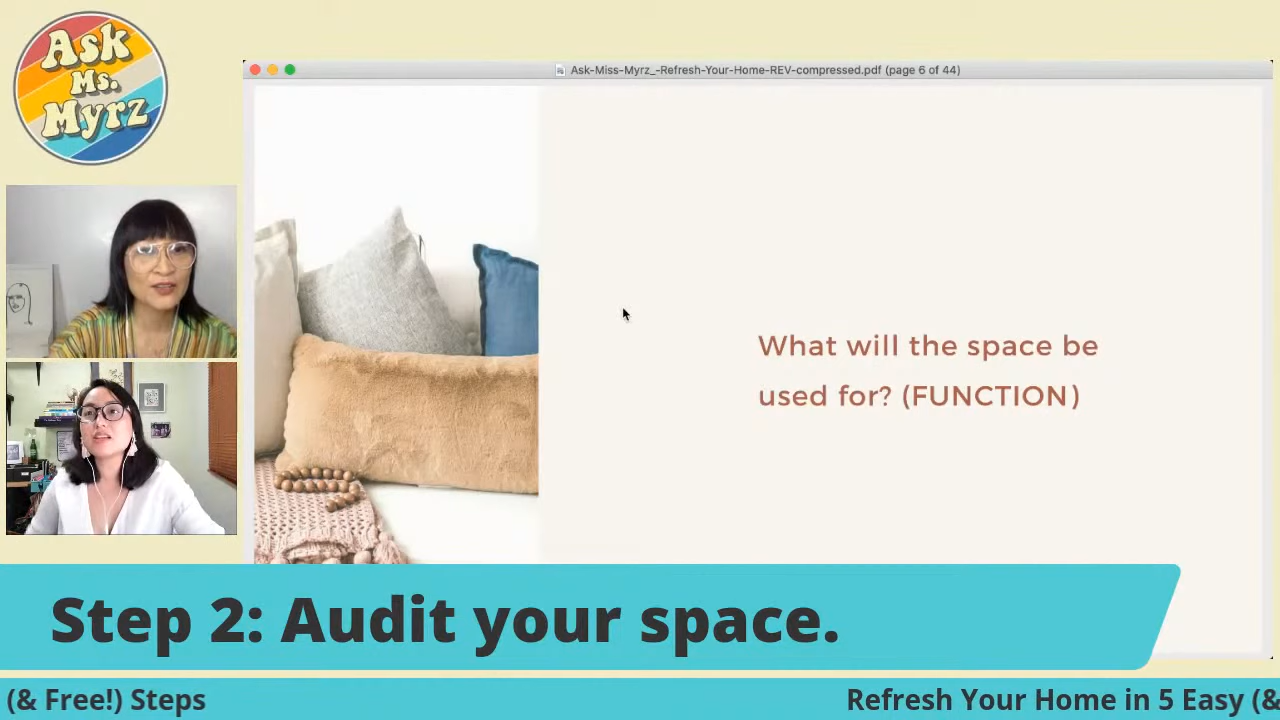 Ask
Ms.
Myrz
Ask-Miss-Myrz_-Refresh-Your-Home-REV-compressed.pdf (page 6 of 44)
What will the space be
used for? (FUNCTION)
Step 2: Audit your space.
(& Free!) Steps
Refresh Your Home in 5 Easy (&